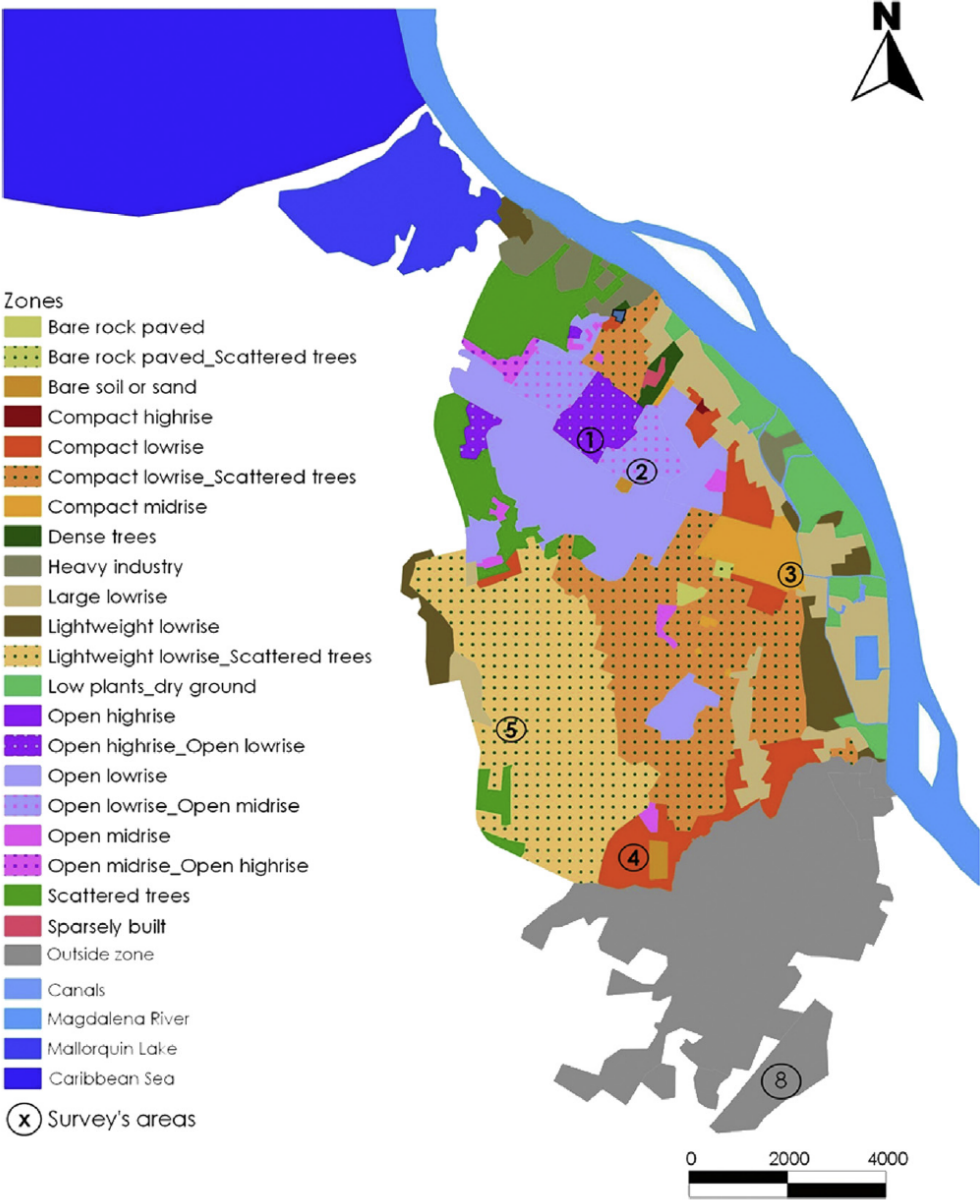 N
Zones
Bare rock paved
Bare rock paved_Scattered trees
Bare soil or sand
Compact highrise
Compact lowrise
Compact lowrise_Scattered trees
Compact midrise
Dense trees
Heavy industry
Large lowrise
Lightweight lowrise
Lightweight lowrise_Scattered trees
Low plants_dry ground
Open highrise
Open highrise_Open lowrise
Open lowrise
Open lowrise_Open midrise
Open midrise
Open midrise_Open highrise
Scattered trees
Sparsely built
Outside zone
Canals
Magdalena River
Mallorquin Lake
Caribbean Sea
x Survey's areas
1
2
3
5
4
8
0 2000 4000